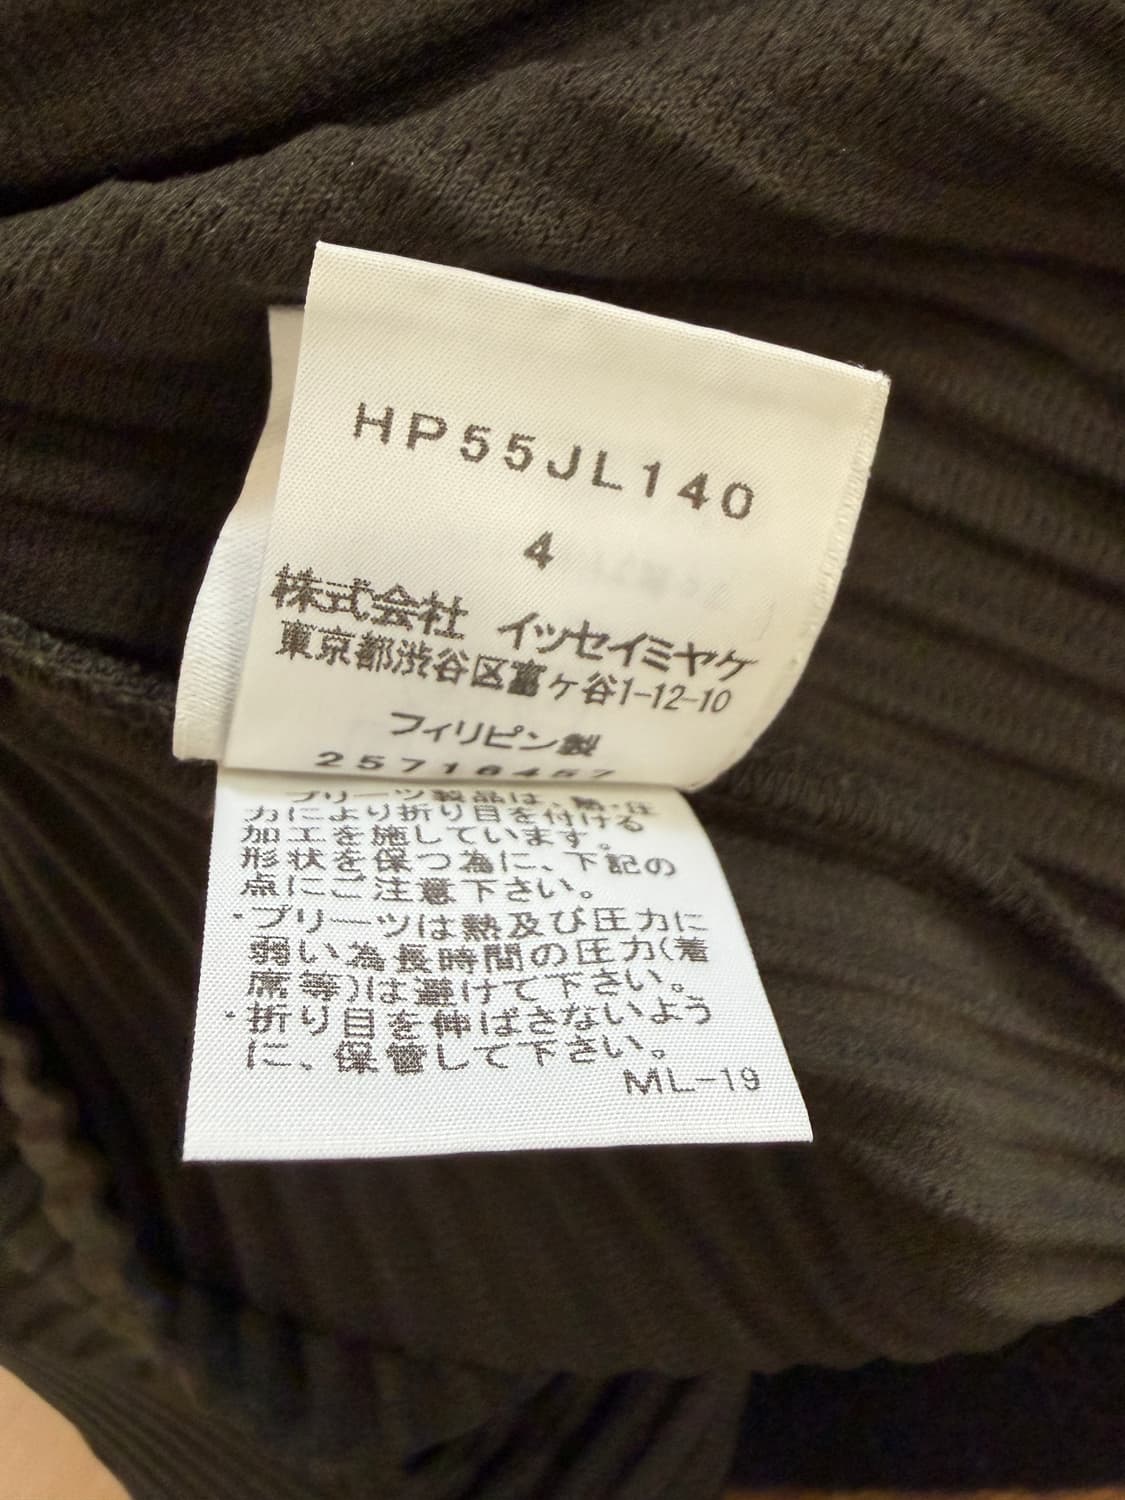 HP55JL140
4
株式会社 イッセイミヤケ
東京都渋谷区富ヶ谷1-12-10
フィリピン製
25716457
プリーツ製品は、熱・圧
力により折り目を付ける
加工を施しています。
形状を保つ為に、下記の
点にご注意下さい。
・プリーツは熱及び圧力に
弱い為長時間の圧力(着
席等)は避けて下さい。
・折り目を伸ばさないよう
に、保管して下さい。
ML-19